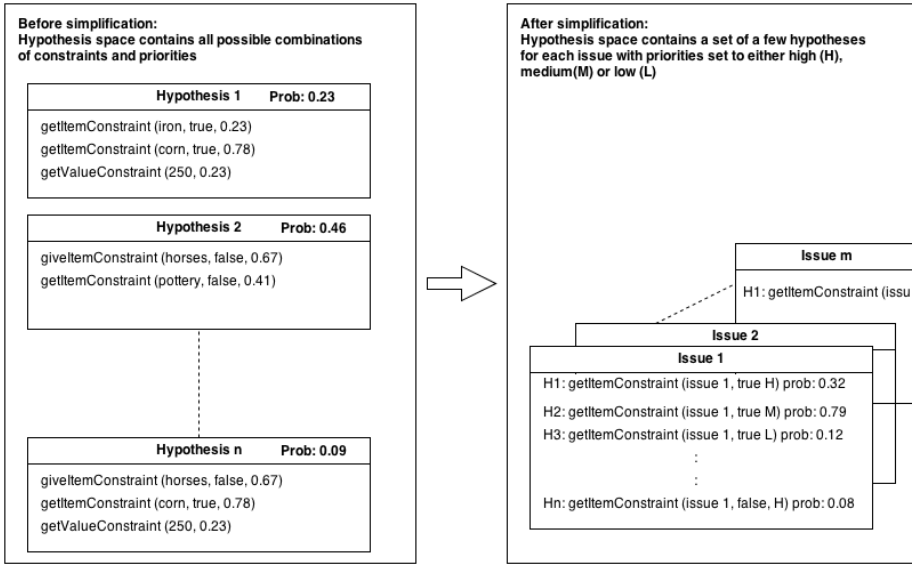 Before simplification:
Hypothesis space contains all possible combinations
of constraints and priorities
Hypothesis 1 Prob: 0.23
getItemConstraint (iron, true, 0.23)
getItemConstraint (corn, true, 0.78)
getValueConstraint (250, 0.23)
Hypothesis 2 Prob: 0.46
giveItemConstraint (horses, false, 0.67)
getItemConstraint (pottery, false, 0.41)
Hypothesis n Prob: 0.09
giveItemConstraint (horses, false, 0.67)
getItemConstraint (corn, true, 0.78)
getValueConstraint (250, 0.23)
After simplification:
Hypothesis space contains a set of a few hypotheses
for each issue with priorities set to either high (H),
medium(M) or low (L)
Issue m
H1: getItemConstraint (issu
Issue 2
Issue 1
H1: getItemConstraint (issue 1, true H) prob: 0.32
H2: getItemConstraint (issue 1, true M) prob: 0.79
H3: getItemConstraint (issue 1, true L) prob: 0.12
:
:
Hn: getItemConstraint (issue 1, false, H) prob: 0.08